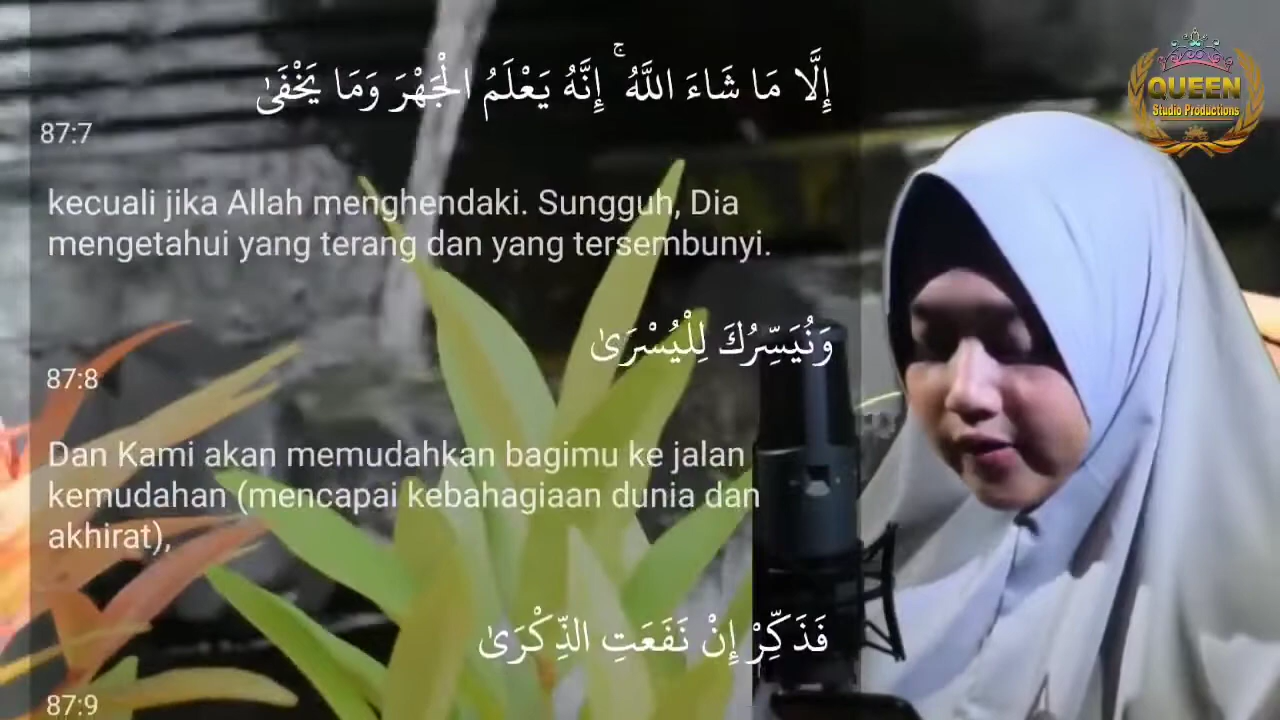 إِلَّا مَا شَاءَ اللَّهُ ۚ إِنَّهُ يَعْلَمُ الْجَهْرَ وَمَا يَخْفَىٰ
87:7
kecuali jika Allah menghendaki. Sungguh, Dia
mengetahui yang terang dan yang tersembunyi.
وَنُيَسِّرُكَ لِلْيُسْرَىٰ
87:8
Dan Kami akan memudahkan bagimu ke jalan
kemudahan (mencapai kebahagiaan dunia dan
akhirat),
فَذَكِّرْ إِنْ نَفَعَتِ الذِّكْرَىٰ
87:9
QUEEN
Studio Productions